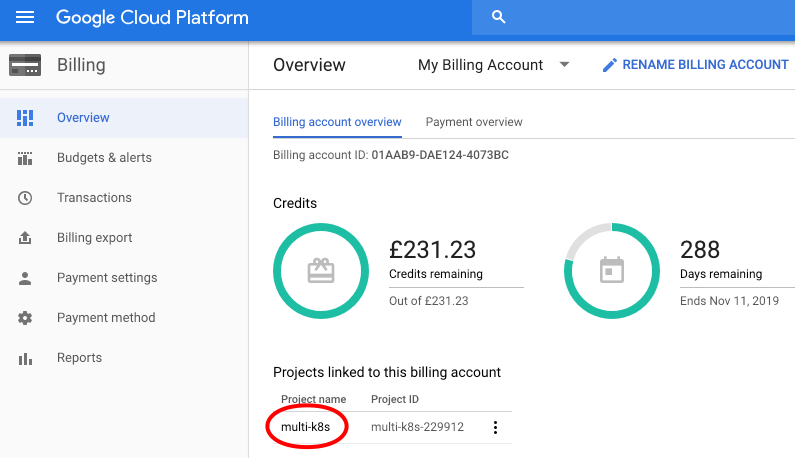 Google Cloud Platform
Billing
Overview
My Billing Account
RENAME BILLING ACCOUNT
Overview
Budgets & alerts
Transactions
Billing export
Payment settings
Payment method
Reports
Billing account overview
Payment overview
Billing account ID: 01AAB9-DAE124-4073BC
Credits
£231.23
Credits remaining
Out of £231.23
288
Days remaining
Ends Nov 11, 2019
Projects linked to this billing account
Project name
Project ID
multi-k8s
multi-k8s-229912